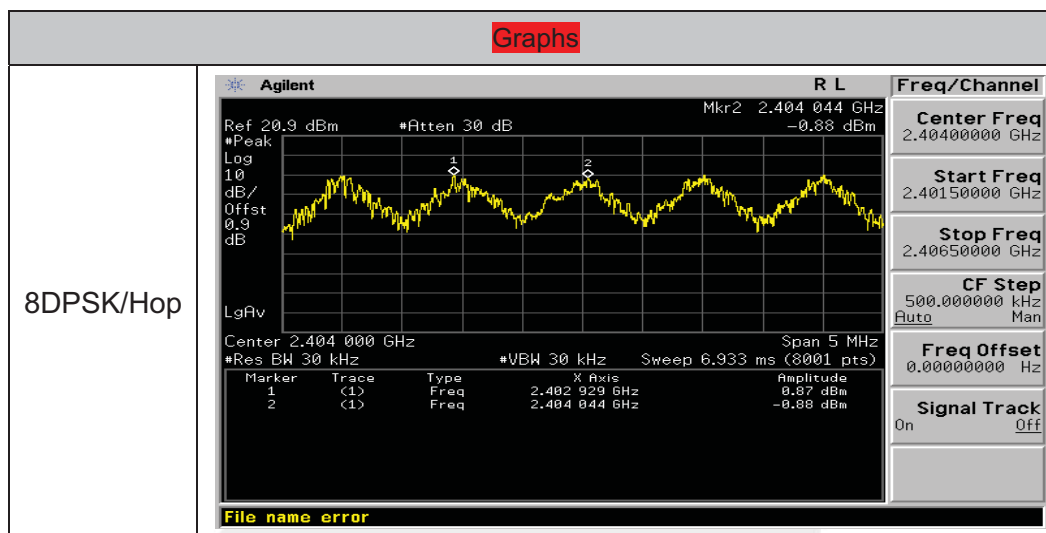 Graphs
8DPSK/Hop
Agilent R L
Mkr2 2.404 044 GHz
Ref 20.9 dBm #Atten 30 dB -0.88 dBm
#Peak
Log
10
dB/
Offst
0.9
dB
LgAv
1
2
Center 2.404 000 GHz Span 5 MHz
#Res BW 30 kHz #VBW 30 kHz Sweep 6.933 ms (8001 pts)
Marker Trace Type X Axis Amplitude
1 (1) Freq 2.402 929 GHz 0.87 dBm
2 (1) Freq 2.404 044 GHz -0.88 dBm
File name error
Freq/Channel
Center Freq
2.40400000 GHz
Start Freq
2.40150000 GHz
Stop Freq
2.40650000 GHz
CF Step
500.000000 kHz
Auto Man
Freq Offset
0.00000000 Hz
Signal Track
On Off